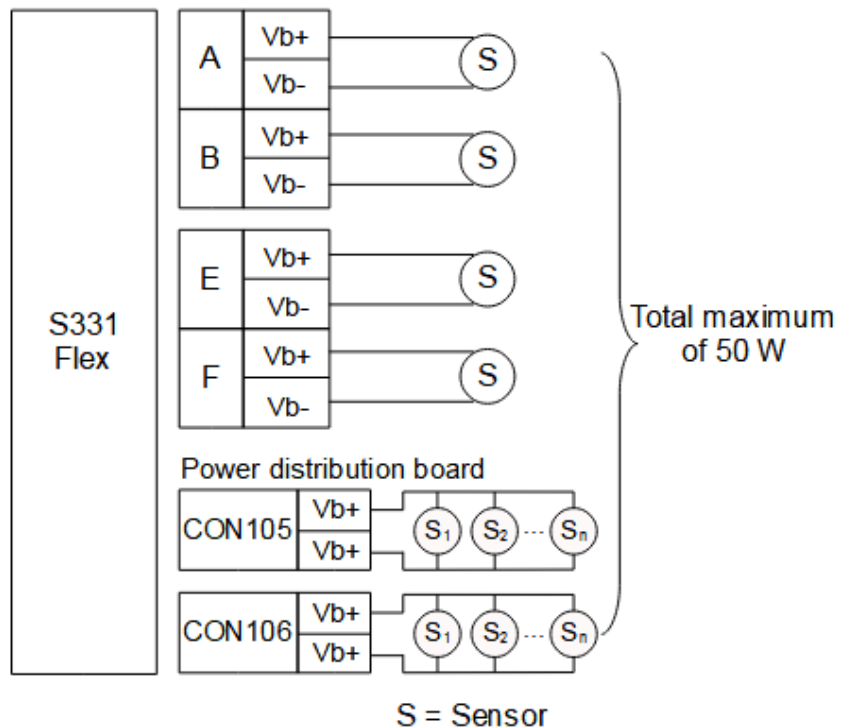 S331
Flex
A
Vb+
Vb-
S
B
Vb+
Vb-
S
E
Vb+
Vb-
S
F
Vb+
Vb-
S
Total maximum
of 50 W
Power distribution board
CON105
Vb+
Vb+
S1 S2 ... Sn
CON106
Vb+
Vb+
S1 S2 ... Sn
S = Sensor